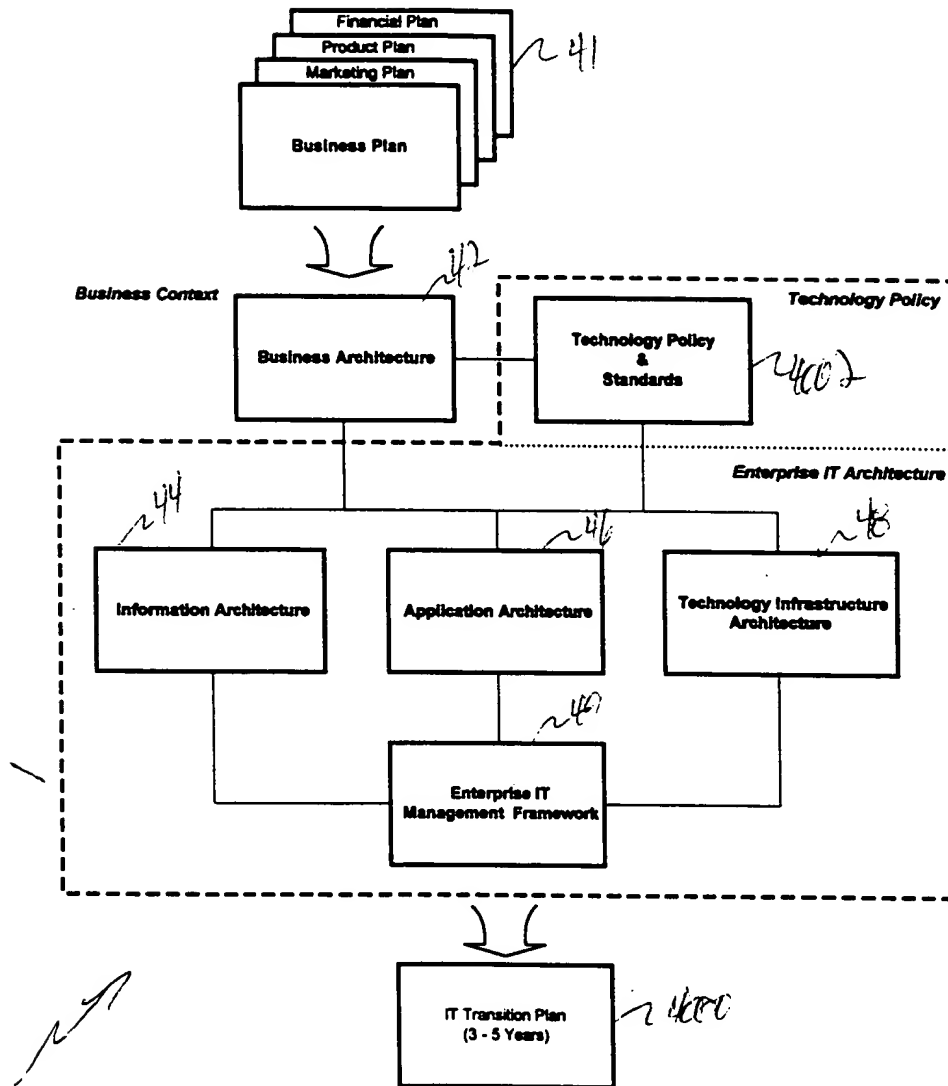 Financial Plan
Product Plan
Marketing Plan
Business Plan
41
42
Business Context
Technology Policy
Business Architecture
Technology Policy
&
Standards
4002
Enterprise IT Architecture
44
46
48
Information Architecture
Application Architecture
Technology Infrastructure
Architecture
Enterprise IT
Management Framework
IT Transition Plan
(3 - 5 Years)